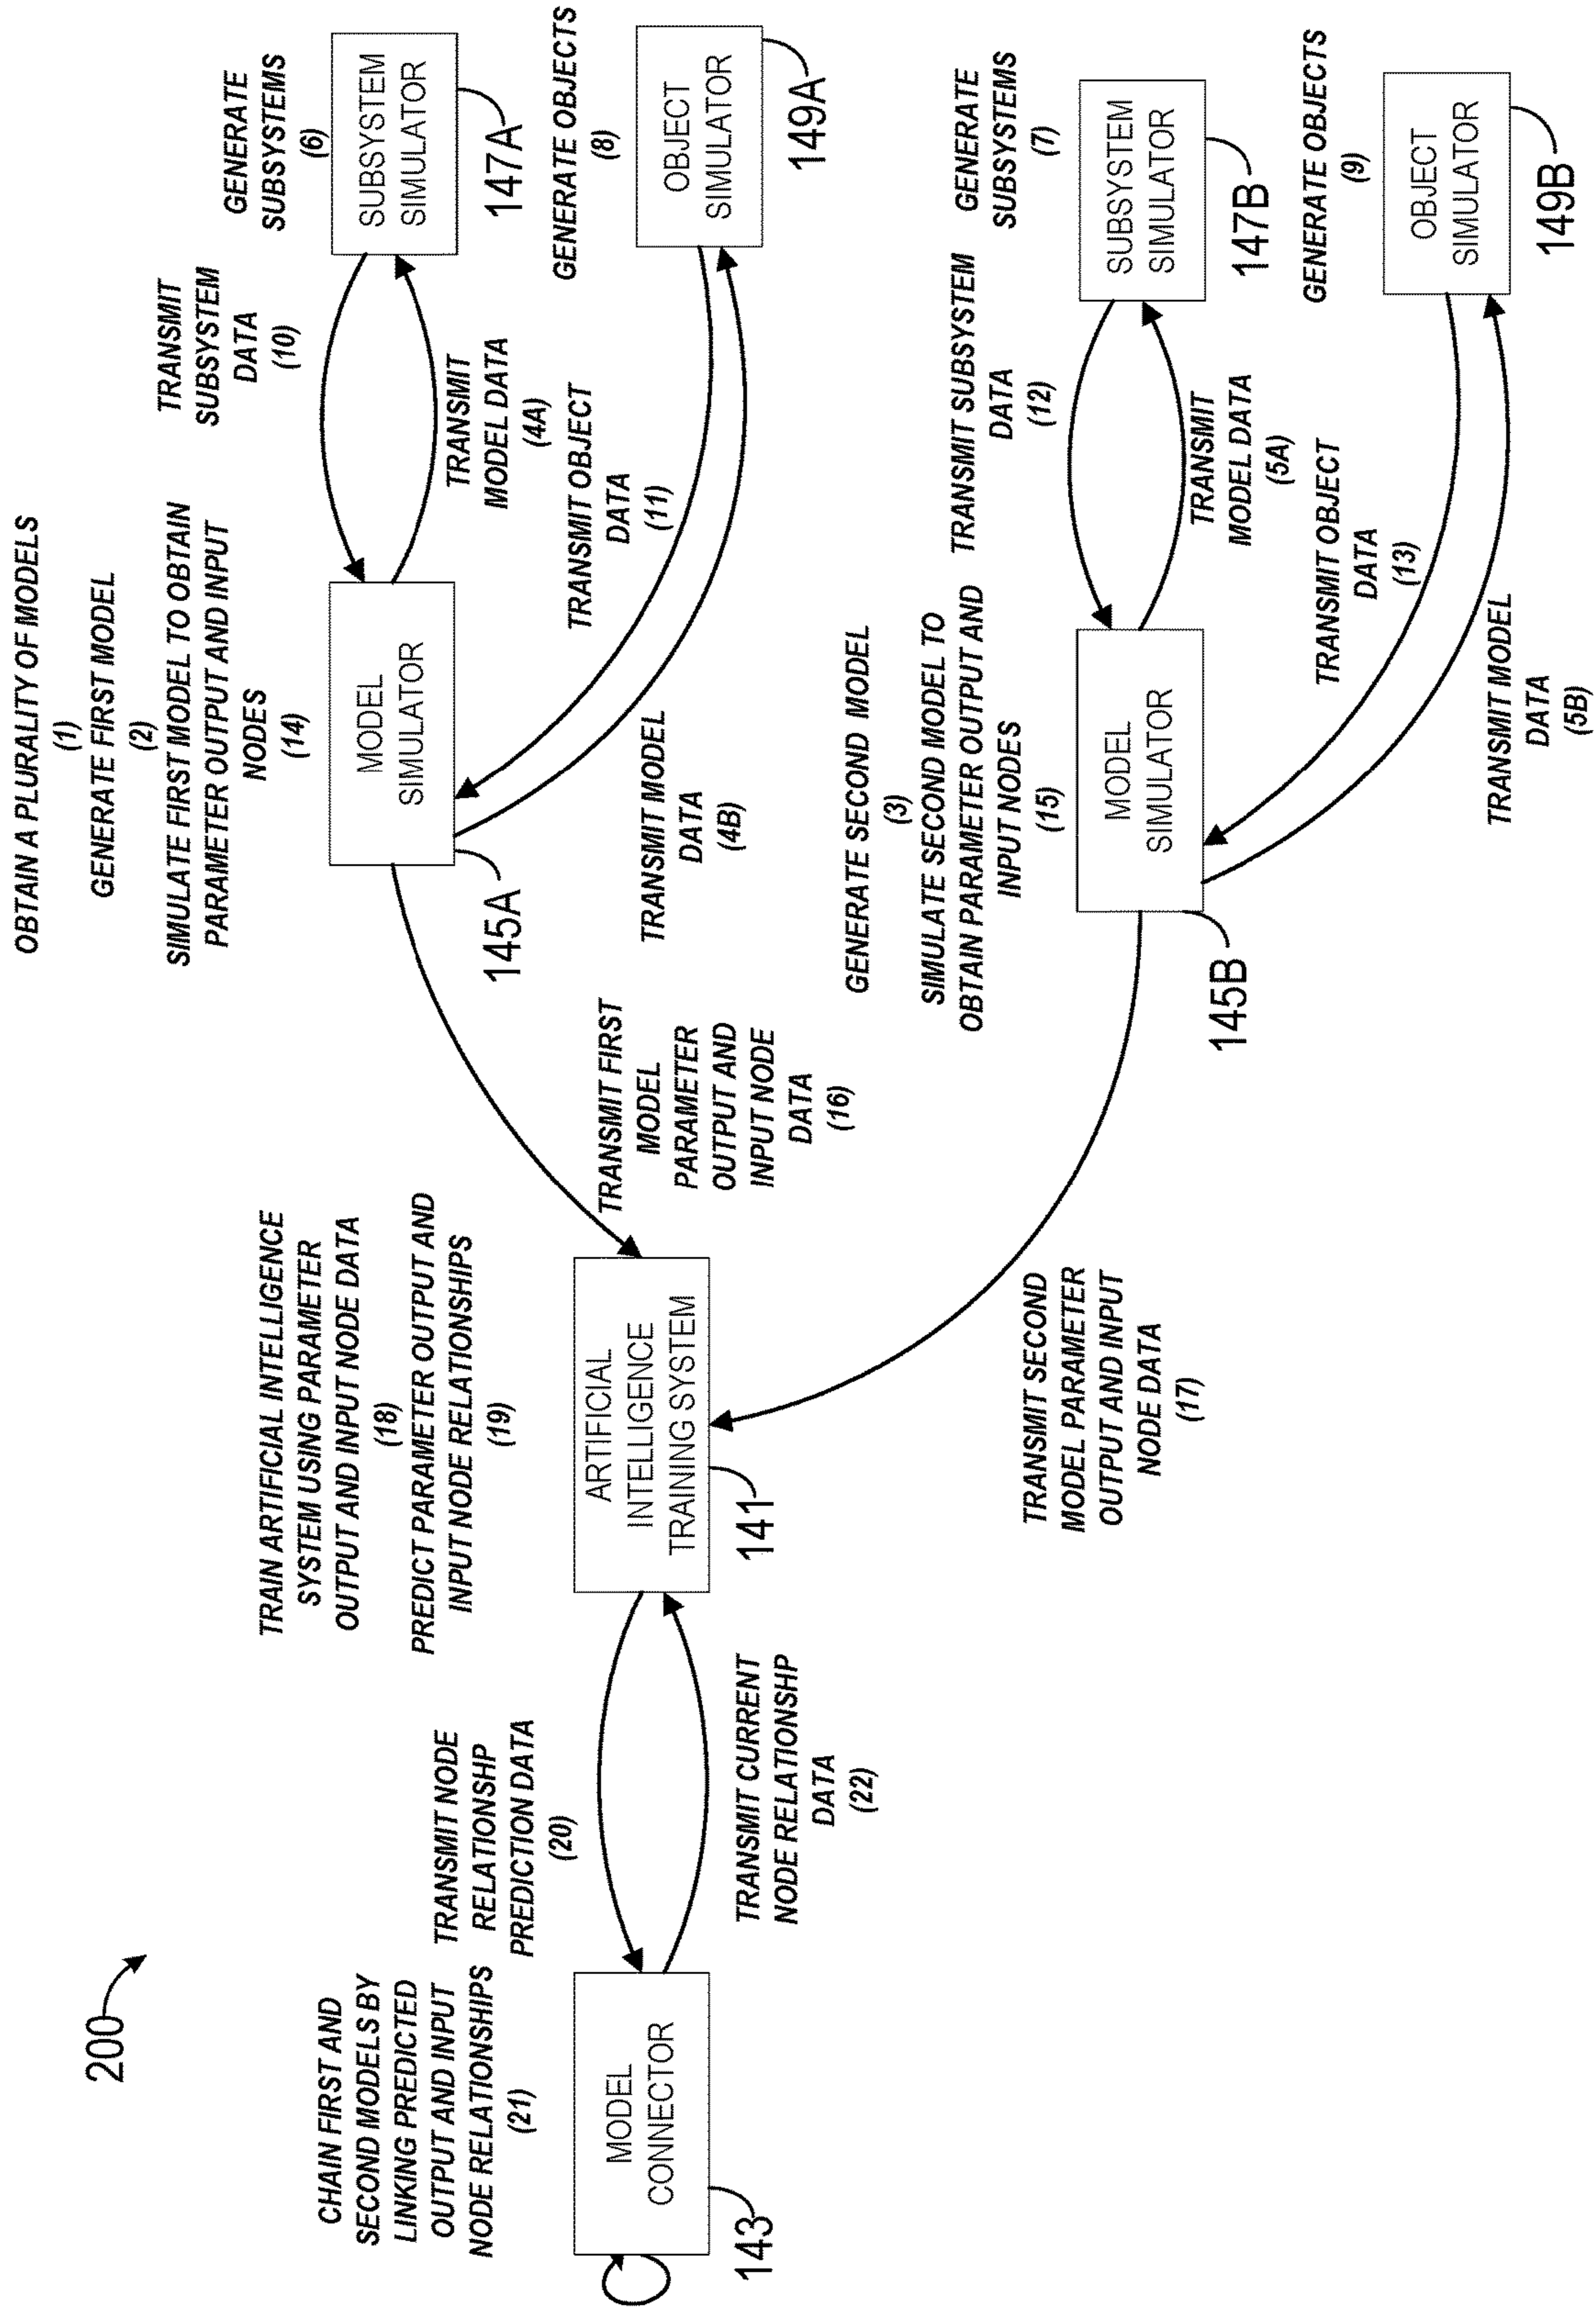 200
CHAIN FIRST AND
SECOND MODELS BY
LINKING PREDICTED
OUTPUT AND INPUT
NODE RELATIONSHIPS
(21)
MODEL
CONNECTOR
143
TRANSMIT NODE
RELATIONSHP
PREDICTION DATA
(20)
TRANSMIT CURRENT
NODE RELATIONSHP
DATA
(22)
TRAIN ARTIFICIAL INTELLIGENCE
SYSTEM USING PARAMETER
OUTPUT AND INPUT NODE DATA
(18)
PREDICT PARAMETER OUTPUT AND
INPUT NODE RELATIONSHIPS
(19)
ARTIFICIAL
INTELLIGENCE
TRAINING SYSTEM
141
TRANSMIT FIRST
MODEL
PARAMETER
OUTPUT AND
INPUT NODE
DATA
(16)
TRANSMIT SECOND
MODEL PARAMETER
OUTPUT AND INPUT
NODE DATA
(17)
OBTAIN A PLURALITY OF MODELS
(1)
GENERATE FIRST MODEL
(2)
SIMULATE FIRST MODEL TO OBTAIN
PARAMETER OUTPUT AND INPUT
NODES
(14)
MODEL
SIMULATOR
145A
TRANSMIT
SUBSYSTEM
DATA
(10)
TRANSMIT
MODEL DATA
(4A)
TRANSMIT OBJECT
DATA
(11)
TRANSMIT MODEL
DATA
(4B)
GENERATE
SUBSYSTEMS
(6)
SUBSYSTEM
SIMULATOR
147A
GENERATE OBJECTS
(8)
OBJECT
SIMULATOR
149A
GENERATE SECOND MODEL
(3)
SIMULATE SECOND MODEL TO
OBTAIN PARAMETER OUTPUT AND
INPUT NODES
(15)
MODEL
SIMULATOR
145B
TRANSMIT SUBSYSTEM
DATA
(12)
TRANSMIT
MODEL DATA
(5A)
TRANSMIT OBJECT
DATA
(13)
TRANSMIT MODEL
DATA
(5B)
GENERATE
SUBSYSTEMS
(7)
SUBSYSTEM
SIMULATOR
147B
GENERATE OBJECTS
(9)
OBJECT
SIMULATOR
149B